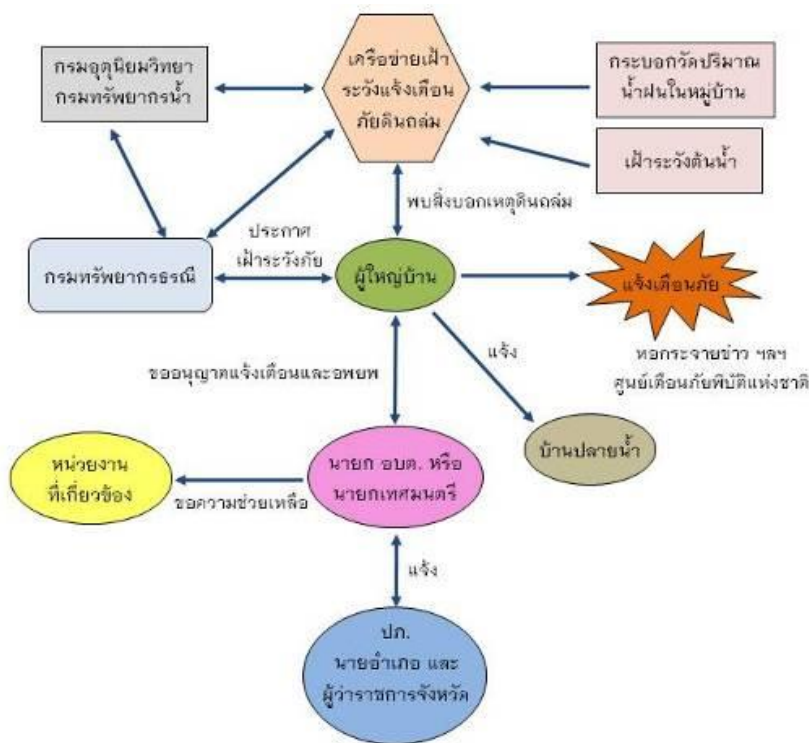 กรมอุตุนิยมวิทยา
กรมทรัพยากรน้ำ
เครือข่ายเฝ้า
ระวังแจ้งเตือน
ภัยดินถล่ม
กระบอกวัดปริมาณ
น้ำฝนในหมู่บ้าน
เฝ้าระวังต้นน้ำ
พบสิ่งบอกเหตุดินถล่ม
ประกาศ
เฝ้าระวังภัย
กรมทรัพยากรธรณี
ผู้ใหญ่บ้าน
แจ้งเตือนภัย
หอกระจายข่าว ฯลฯ
ศูนย์เตือนภัยพิบัติแห่งชาติ
แจ้ง
ขออนุญาตแจ้งเตือนและอพยพ
บ้านปลายน้ำ
หน่วยงาน
ที่เกี่ยวข้อง
ขอความช่วยเหลือ
นายก อบต. หรือ
นายกเทศมนตรี
แจ้ง
ปภ.
นายอำเภอ และ
ผู้ว่าราชการจังหวัด